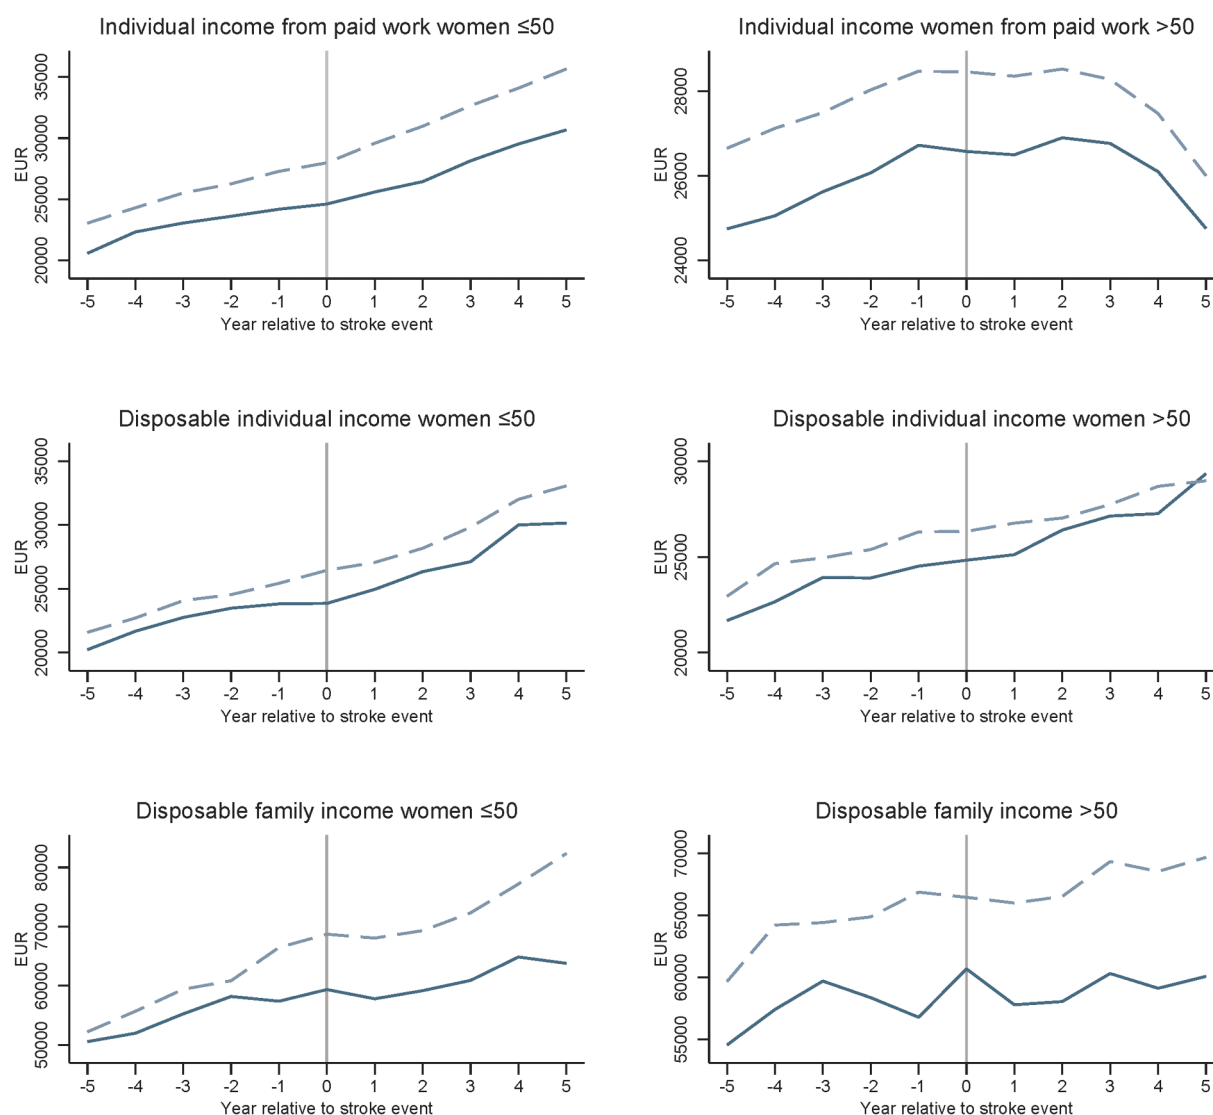 Individual income from paid work women ≤50
EUR
35000
30000
25000
20000
-5 -4 -3 -2 -1 0 1 2 3 4 5
Year relative to stroke event
Individual income women from paid work >50
EUR
28000
26000
24000
-5 -4 -3 -2 -1 0 1 2 3 4 5
Year relative to stroke event
Disposable individual income women ≤50
EUR
35000
30000
25000
20000
-5 -4 -3 -2 -1 0 1 2 3 4 5
Year relative to stroke event
Disposable individual income women >50
EUR
30000
25000
20000
-5 -4 -3 -2 -1 0 1 2 3 4 5
Year relative to stroke event
Disposable family income women ≤50
EUR
80000
70000
60000
50000
-5 -4 -3 -2 -1 0 1 2 3 4 5
Year relative to stroke event
Disposable family income >50
EUR
70000
65000
60000
55000
-5 -4 -3 -2 -1 0 1 2 3 4 5
Year relative to stroke event